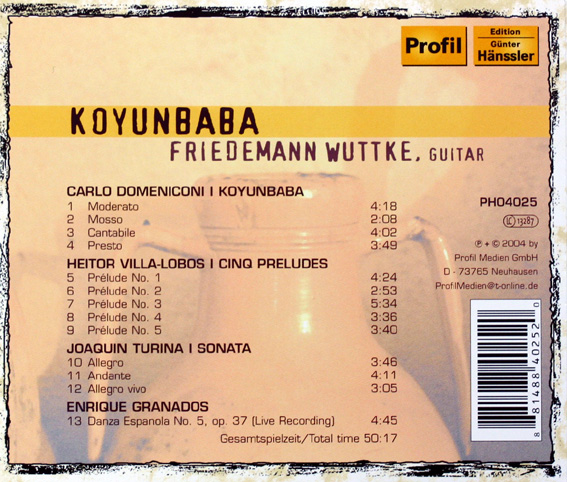 Profil
Edition
Günter
Hänssler
KOYUNBABA
FRIEDEMANN WUTTKE, GUITAR
CARLO DOMENICONI I KOYUNBABA
1 Moderato 4:18
2 Mosso 2:08
3 Cantabile 4:02
4 Presto 3:49
HEITOR VILLA-LOBOS I CINQ PRELUDES
5 Prélude No. 1 4:24
6 Prélude No. 2 2:53
7 Prélude No. 3 5:34
8 Prélude No. 4 3:36
9 Prélude No. 5 3:40
JOAQUIN TURINA I SONATA
10 Allegro 3:46
11 Andante 4:11
12 Allegro vivo 3:05
ENRIQUE GRANADOS
13 Danza Espanola No. 5, op. 37 (Live Recording) 4:45
Gesamtspielzeit/Total time 50:17
PH04025
LC 13287
℗ + © 2004 by
Profil Medien GmbH
D - 73765 Neuhausen
ProfilMedien@t-online.de
8 81488 40252 0